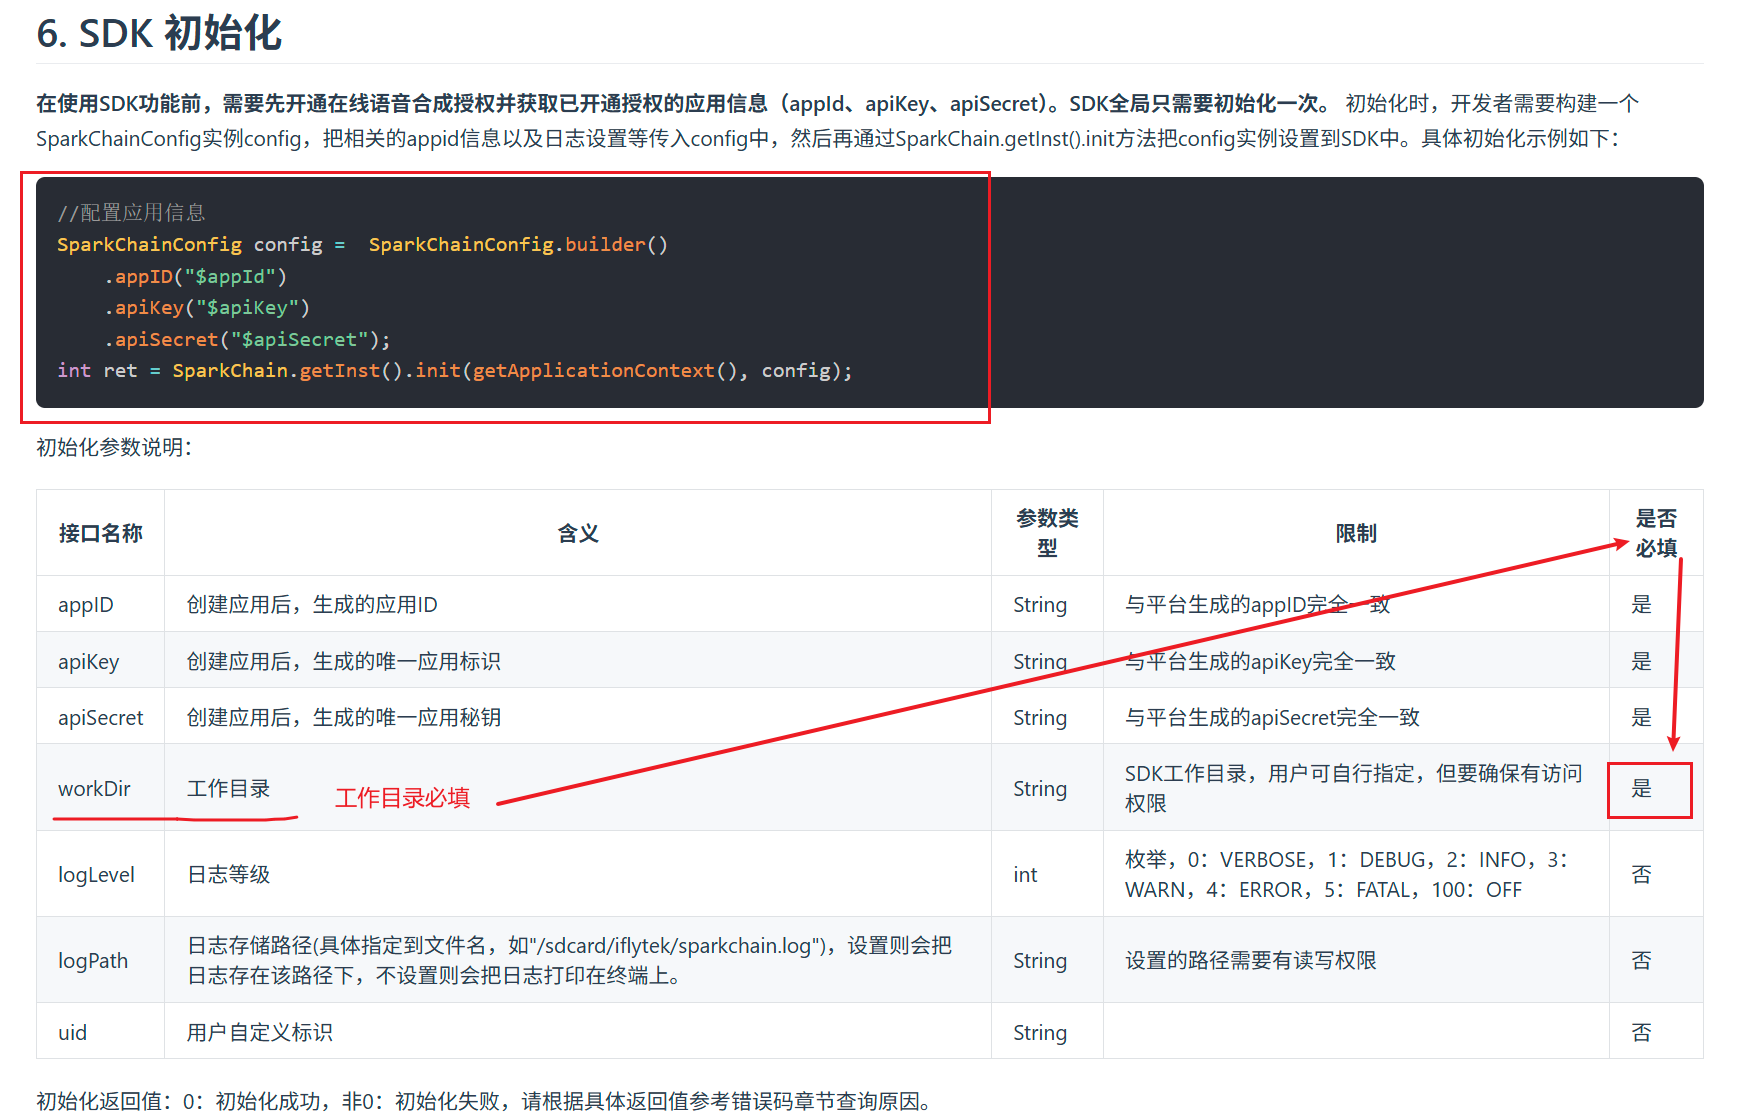 6. SDK 初始化
在使用SDK功能前，需要先开通在线语音合成授权并获取已开通授权的应用信息（appId、apiKey、apiSecret）。SDK全局只需要初始化一次。 初始化时，开发者需要构建一个
SparkChainConfig实例config，把相关的appid信息以及日志设置等传入config中，然后再通过SparkChain.getInst().init方法把config实例设置到SDK中。具体初始化示例如下：
//配置应用信息
SparkChainConfig config =  SparkChainConfig.builder()
    .appID("$appId")
    .apiKey("$apiKey")
    .apiSecret("$apiSecret");
int ret = SparkChain.getInst().init(getApplicationContext(), config);
初始化参数说明：
接口名称 含义 参数类型 限制 是否必填
appID 创建应用后，生成的应用ID String 与平台生成的appID完全一致 是
apiKey 创建应用后，生成的唯一应用标识 String 与平台生成的apiKey完全一致 是
apiSecret 创建应用后，生成的唯一应用秘钥 String 与平台生成的apiSecret完全一致 是
workDir 工作目录 工作目录必填 String SDK工作目录，用户可自行指定，但要确保有访问
权限 是
logLevel 日志等级 int 枚举，0：VERBOSE，1：DEBUG，2：INFO，3：
WARN，4：ERROR，5：FATAL，100：OFF 否
logPath 日志存储路径(具体指定到文件名，如"/sdcard/iflytek/sparkchain.log")，设置则会把
日志存在该路径下，不设置则会把日志打印在终端上。 String 设置的路径需要有读写权限 否
uid 用户自定义标识 String 否
初始化返回值：0：初始化成功，非0：初始化失败，请根据具体返回值参考错误码章节查询原因。